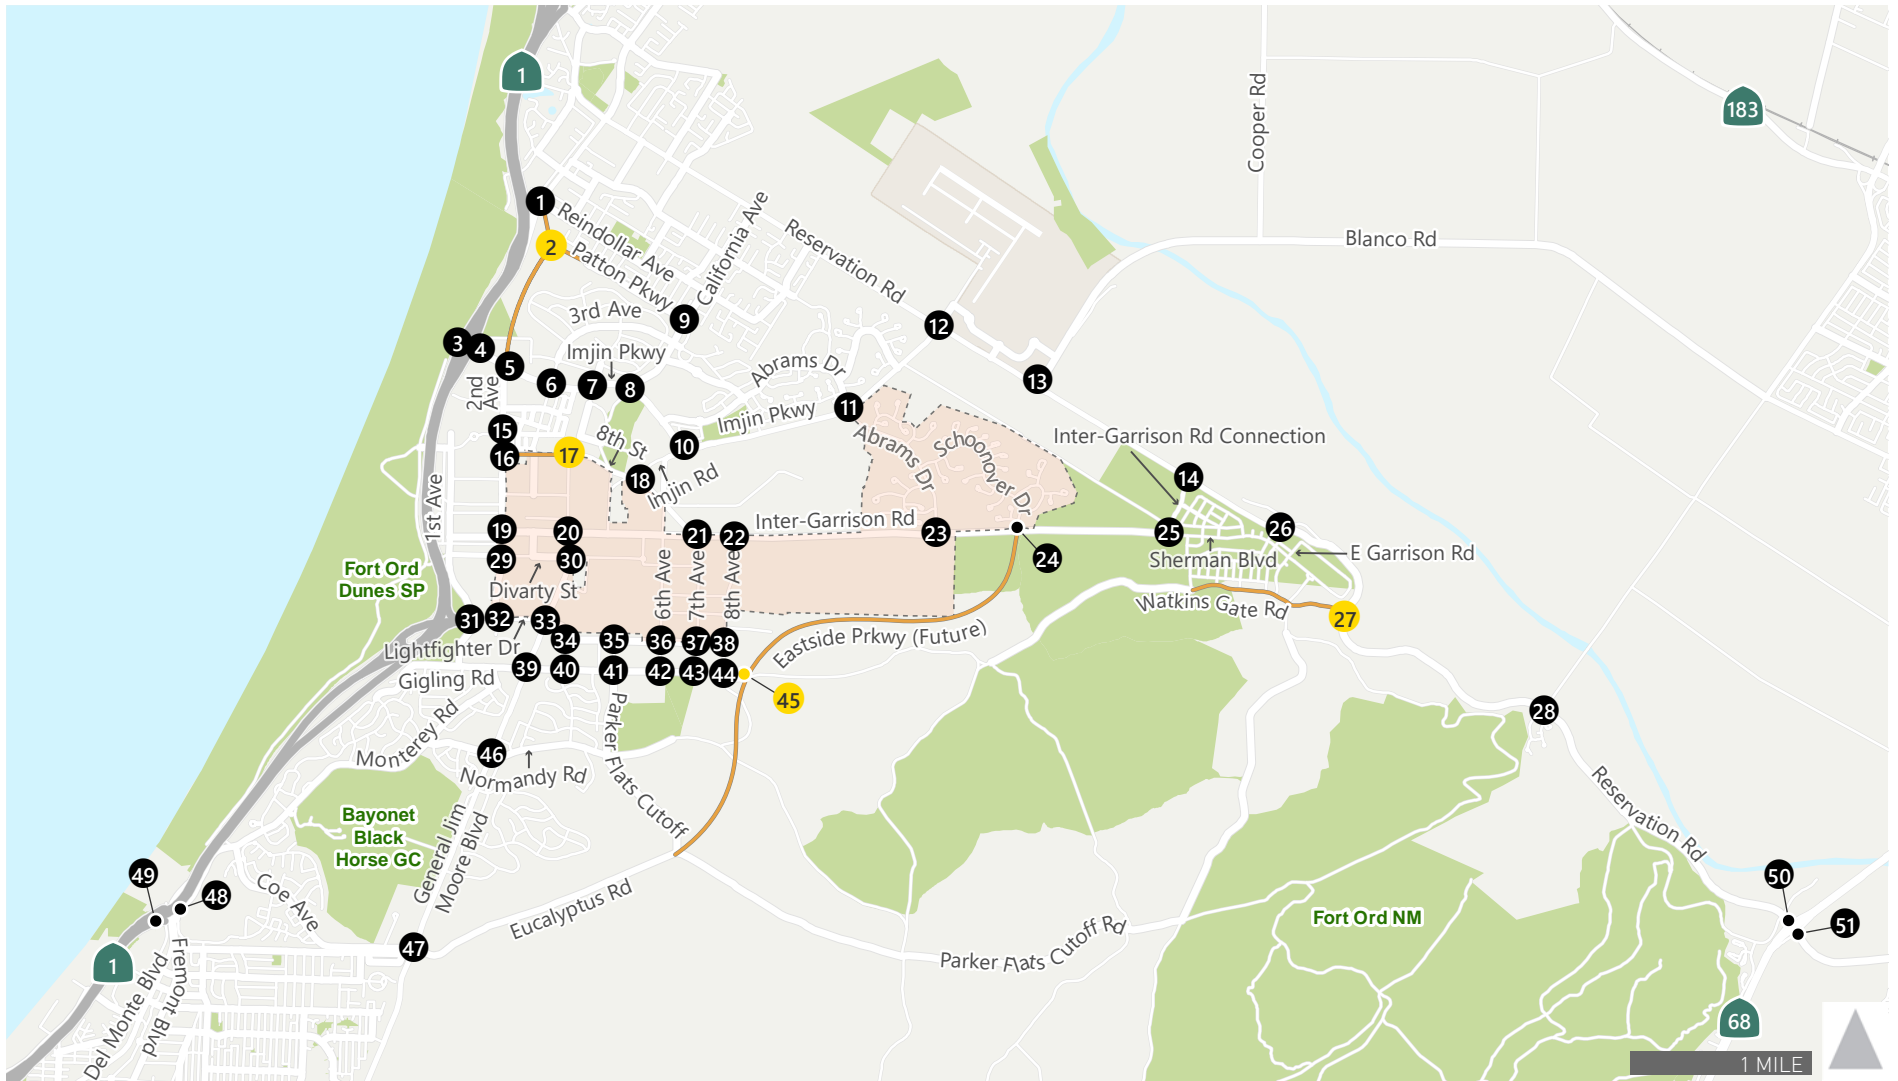 1
183
Cooper Rd
1
Reindollar Ave
California Ave
Reservation Rd
Blanco Rd
2
Patton Pkwy
3rd Ave
9
12
3
4
5
Imjin Pkwy
Abrams Dr
13
6
7
8
2nd
Ave
11
Imjin Pkwy
15
16
17
8th St
10
Abrams Dr
Schoonover Dr
Inter-Garrison Rd Connection
18
Imjin Rd
14
1st Ave
19
20
21
22
Inter-Garrison Rd
23
24
25
26
29
30
Sherman Blvd
E Garrison Rd
Fort Ord
Dunes SP
Divarty St
6th Ave
7th Ave
8th Ave
Watkins Gate Rd
27
31
32
33
34
35
36
37
38
Eastside Prkwy (Future)
Lightfighter Dr
39
40
41
42
43
44
Gigling Rd
45
Parker Flats Cutoff
28
Monterey Rd
46
Normandy Rd
Reservation Rd
Bayonet
Black
Horse GC
General Jim
Moore Blvd
49
48
Coe Ave
Eucalyptus Rd
50
51
Fort Ord NM
47
Parker Flats Cutoff Rd
1
Del Monte Blvd
Fremont Blvd
68
1 MILE